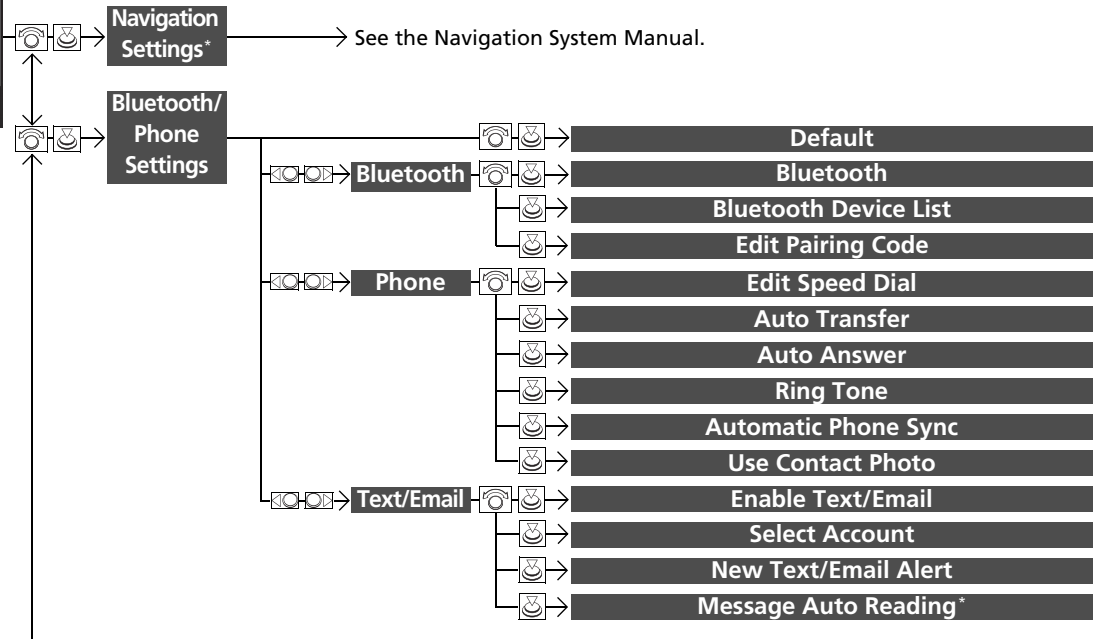 Navigation
Settings*
See the Navigation System Manual.
Bluetooth/
Phone
Settings
Default
Bluetooth
Bluetooth
Bluetooth Device List
Edit Pairing Code
Phone
Edit Speed Dial
Auto Transfer
Auto Answer
Ring Tone
Automatic Phone Sync
Use Contact Photo
Text/Email
Enable Text/Email
Select Account
New Text/Email Alert
Message Auto Reading*